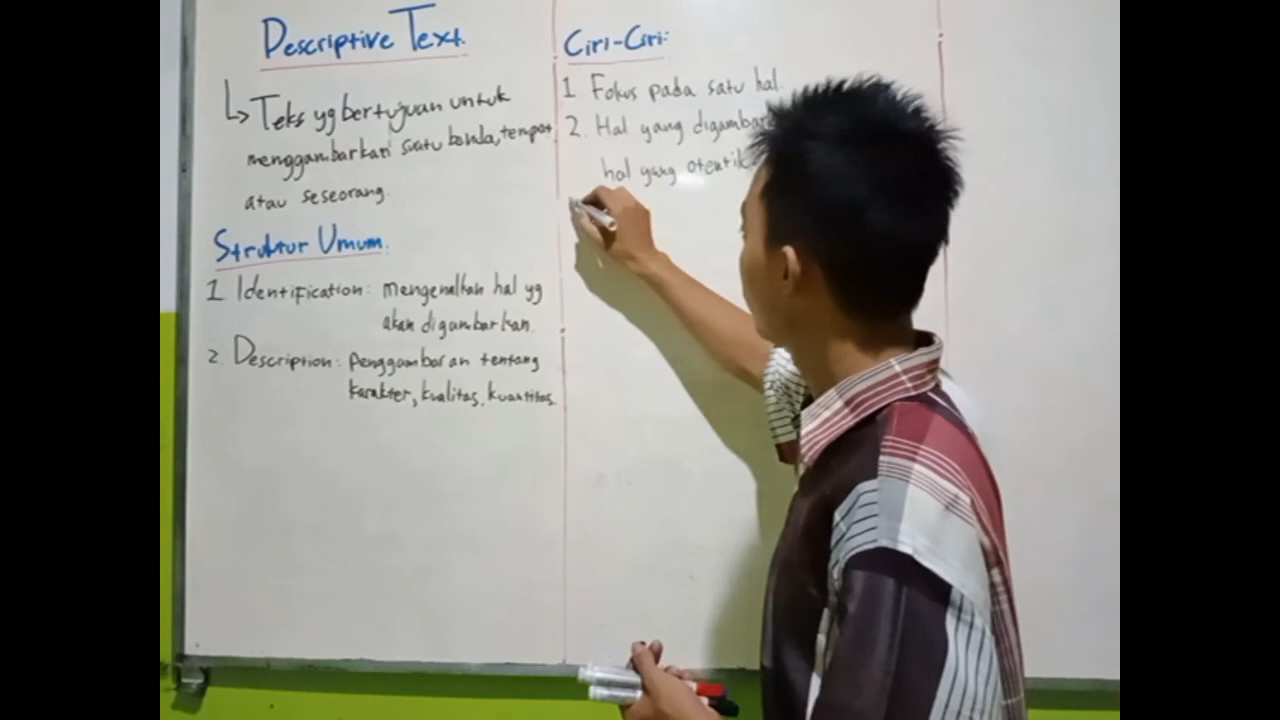 Descriptive Text
↳ Teks yg bertujuan untuk
menggambarkan suatu benda, tempat
atau seseorang.
Struktur Umum.
1 Identification: mengenalkan hal yg
akan digambarkan.
2 Description: penggambaran tentang
karakter, kualitas, kuantitas.
Ciri-Ciri:
1. Fokus pada satu hal.
2. Hal yang
hal yang otentik